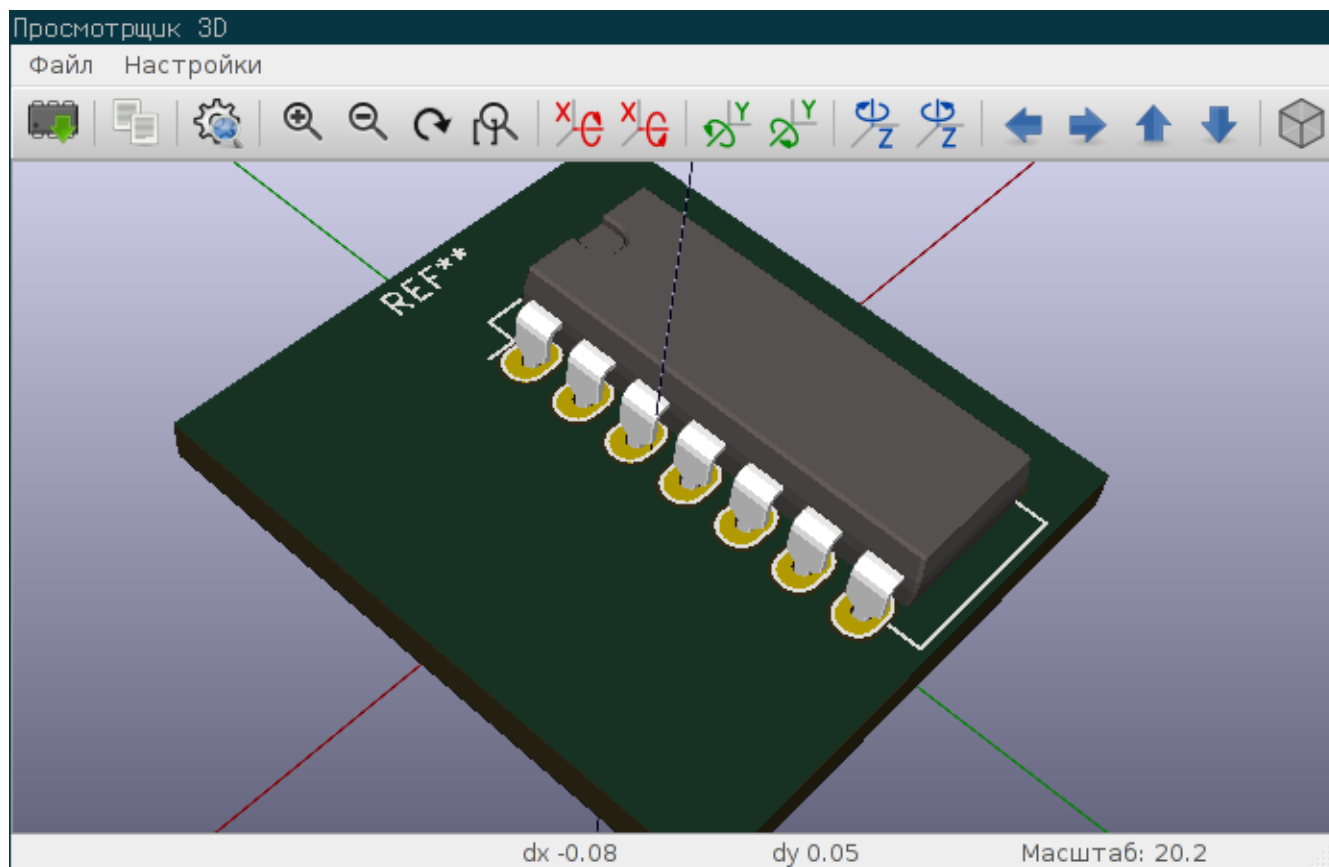 Просмотрщик 3D
Файл Настройки
X X Y Y Z Z
REF**
dx -0.08 dy 0.05 Масштаб: 20.2